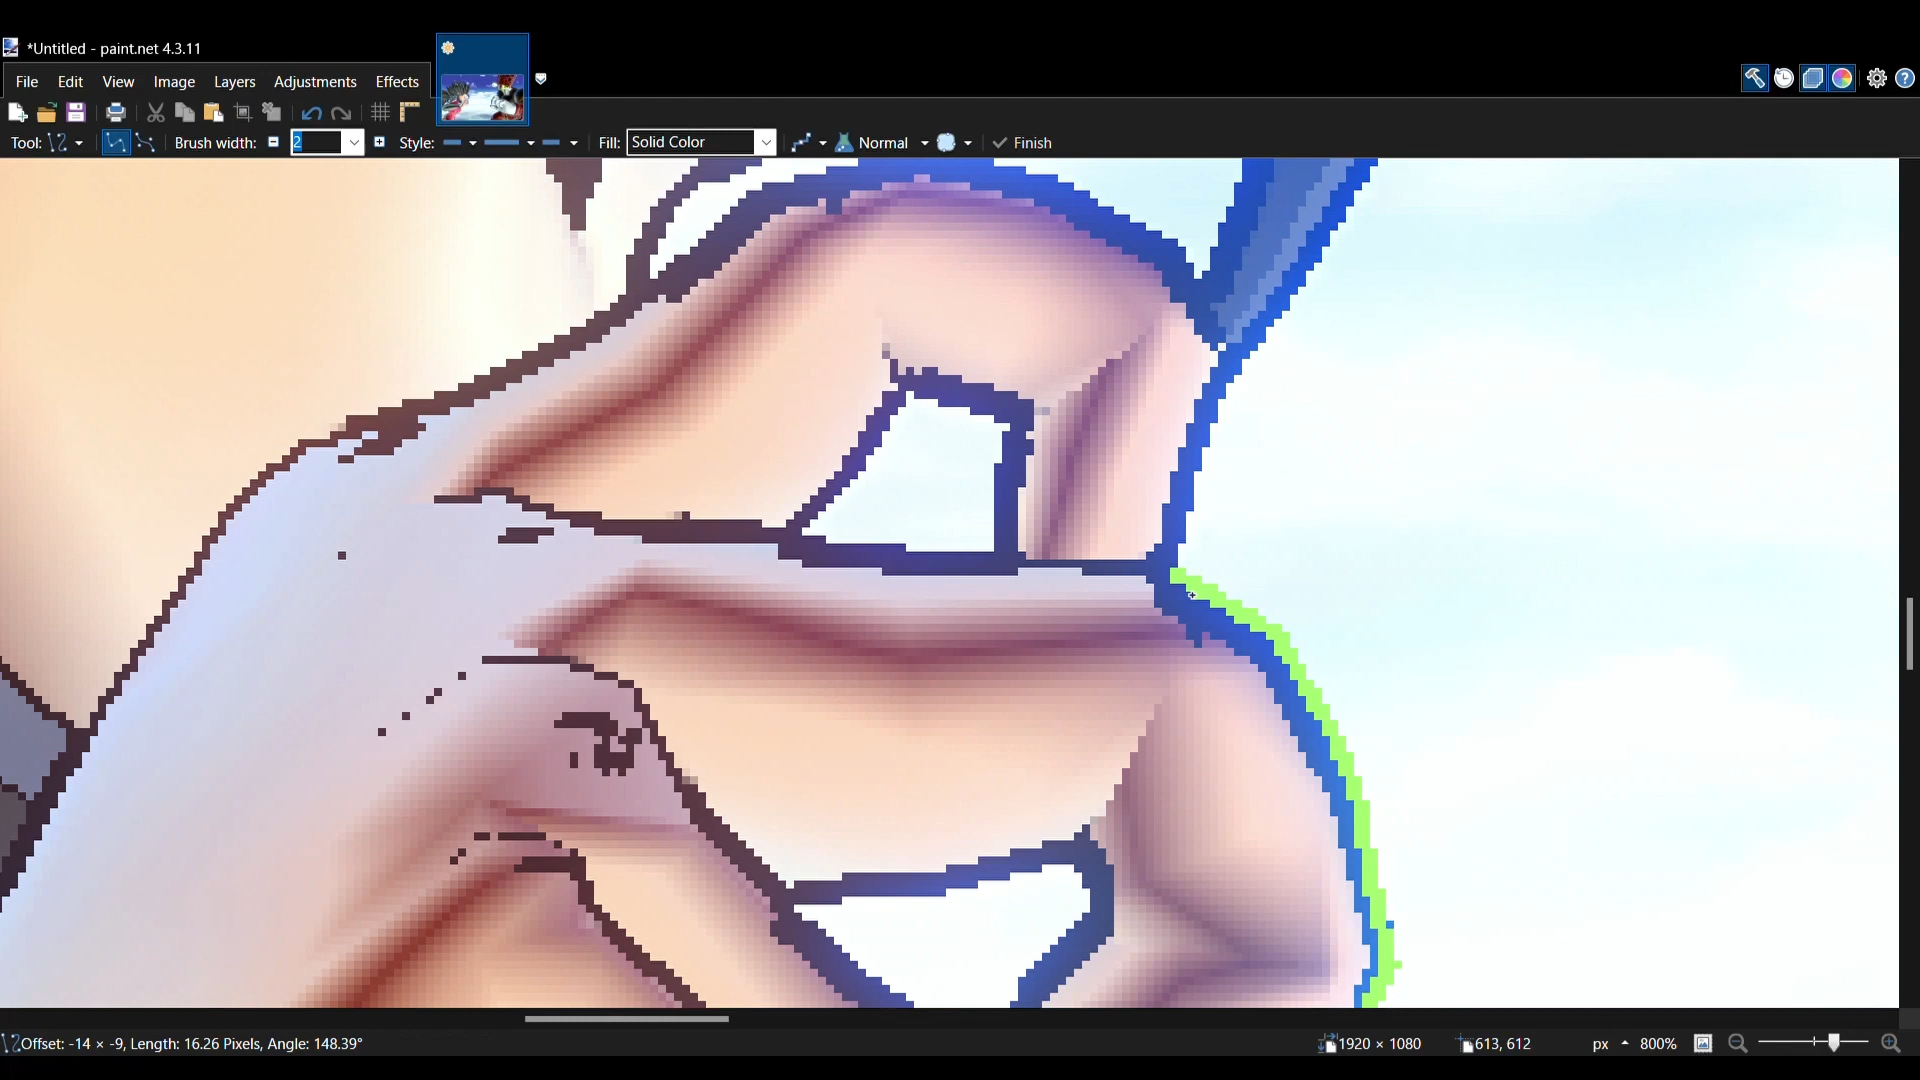 *Untitled - paint.net 4.3.11
File Edit View Image Layers Adjustments Effects
Tool: Brush width: 2 Style: Fill: Solid Color Normal Finish
Offset: -14 × -9, Length: 16.26 Pixels, Angle: 148.39° 1920 × 1080 613, 612 px 800%